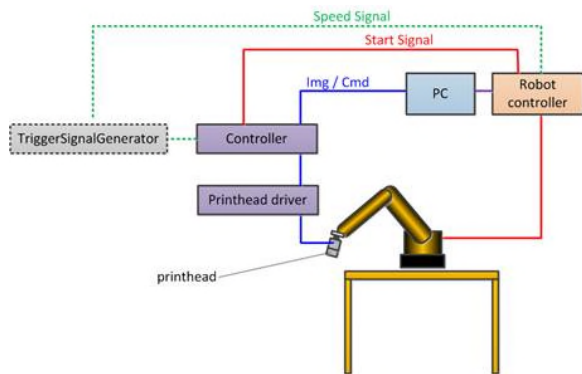 Speed Signal
Start Signal
Img / Cmd
PC
Robot
controller
TriggerSignalGenerator
Controller
Printhead driver
printhead